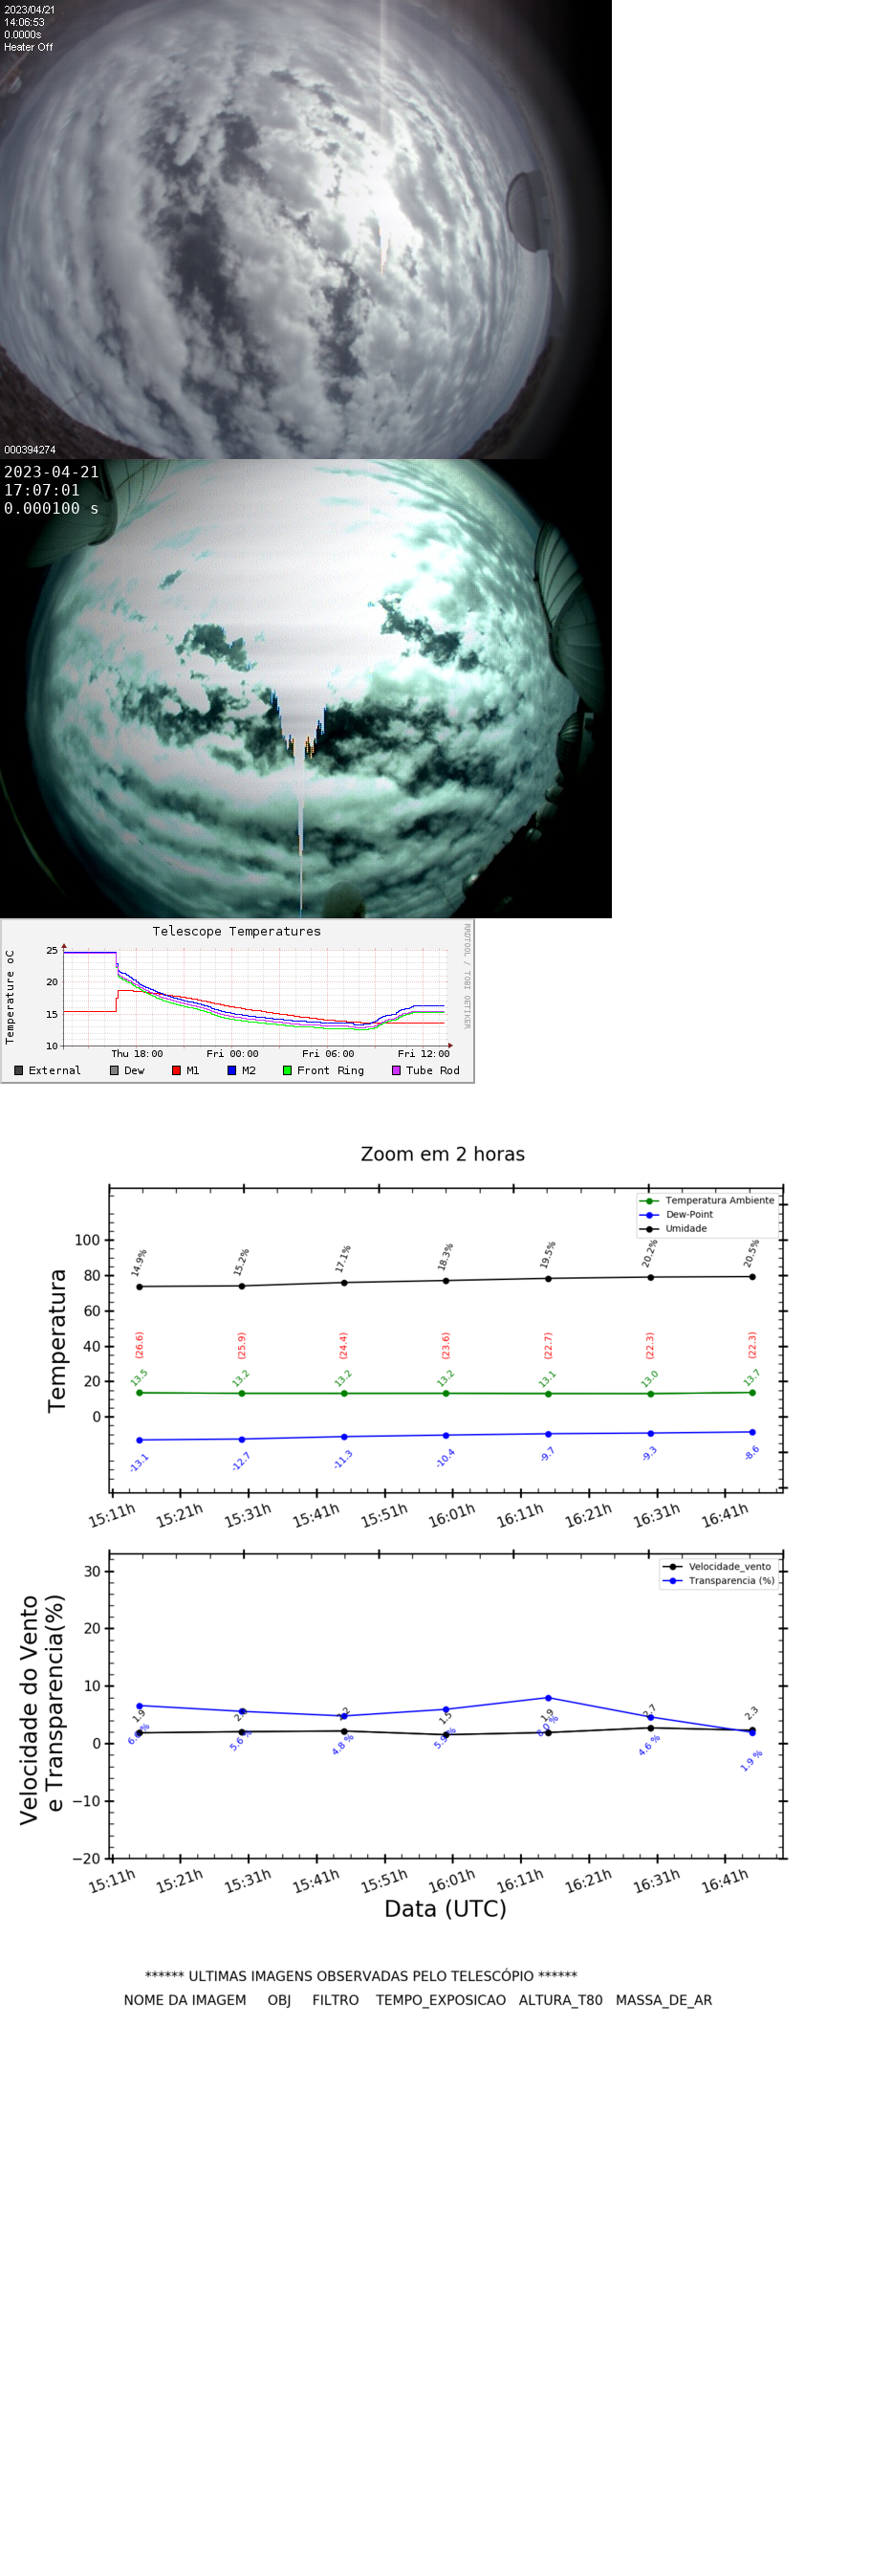 2023/04/21
14:06:53
0.0000s
Heater Off
000394274
2023-04-21
17:07:01
0.000100 s
Telescope Temperatures
Temperature oC
RRDTOOL / TOBI OETIKER
25
20
15
10
Thu 18:00 Fri 00:00 Fri 06:00 Fri 12:00
External Dew M1 M2 Front Ring Tube Rod
Zoom em 2 horas
Temperatura
Temperatura Ambiente
Dew-Point
Umidade
100
80
60
40
20
0
14.9% 15.2% 17.1% 18.3% 19.5% 20.2% 20.5%
(26.6) (25.9) (24.4) (23.6) (22.7) (22.3) (22.3)
13.5 13.2 13.2 13.2 13.1 13.0 13.7
-13.1 -12.7 -11.3 -10.4 -9.7 -9.3 -8.6
15:11h 15:21h 15:31h 15:41h 15:51h 16:01h 16:11h 16:21h 16:31h 16:41h
Velocidade do Vento
e Transparencia(%)
Velocidade_vento
Transparencia (%)
30
20
10
0
−10
−20
1.9 1.5 1.9 2.3
5.6 % 4.8 % 4.6 % 1.9 %
15:11h 15:21h 15:31h 15:41h 15:51h 16:01h 16:11h 16:21h 16:31h 16:41h
Data (UTC)
****** ULTIMAS IMAGENS OBSERVADAS PELO TELESCÓPIO ******
NOME DA IMAGEM OBJ FILTRO TEMPO_EXPOSICAO ALTURA_T80 MASSA_DE_AR